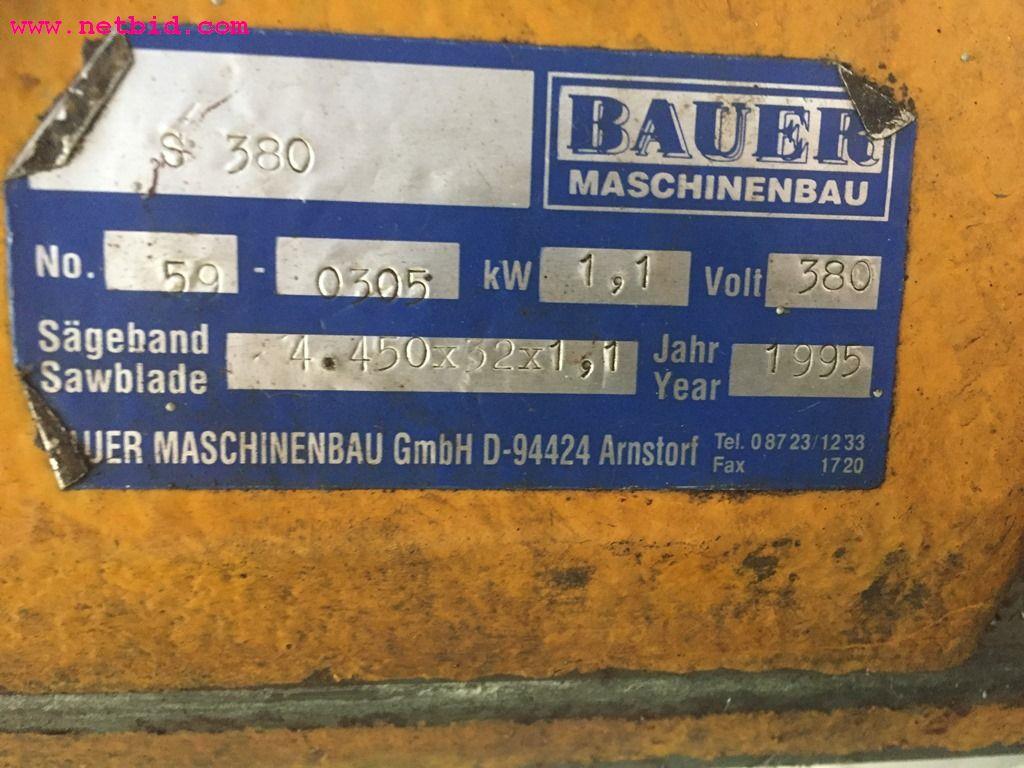 www.netbid.com
S 380
BAUER
MASCHINENBAU
No. 59 - 0305 kW 1,1 Volt 380
Sägeband
Sawblade
4.450x32x1,1
Jahr
Year
1995
AUER MASCHINENBAU GmbH D-94424 Arnstorf
Tel. 08723/1233
Fax 1720